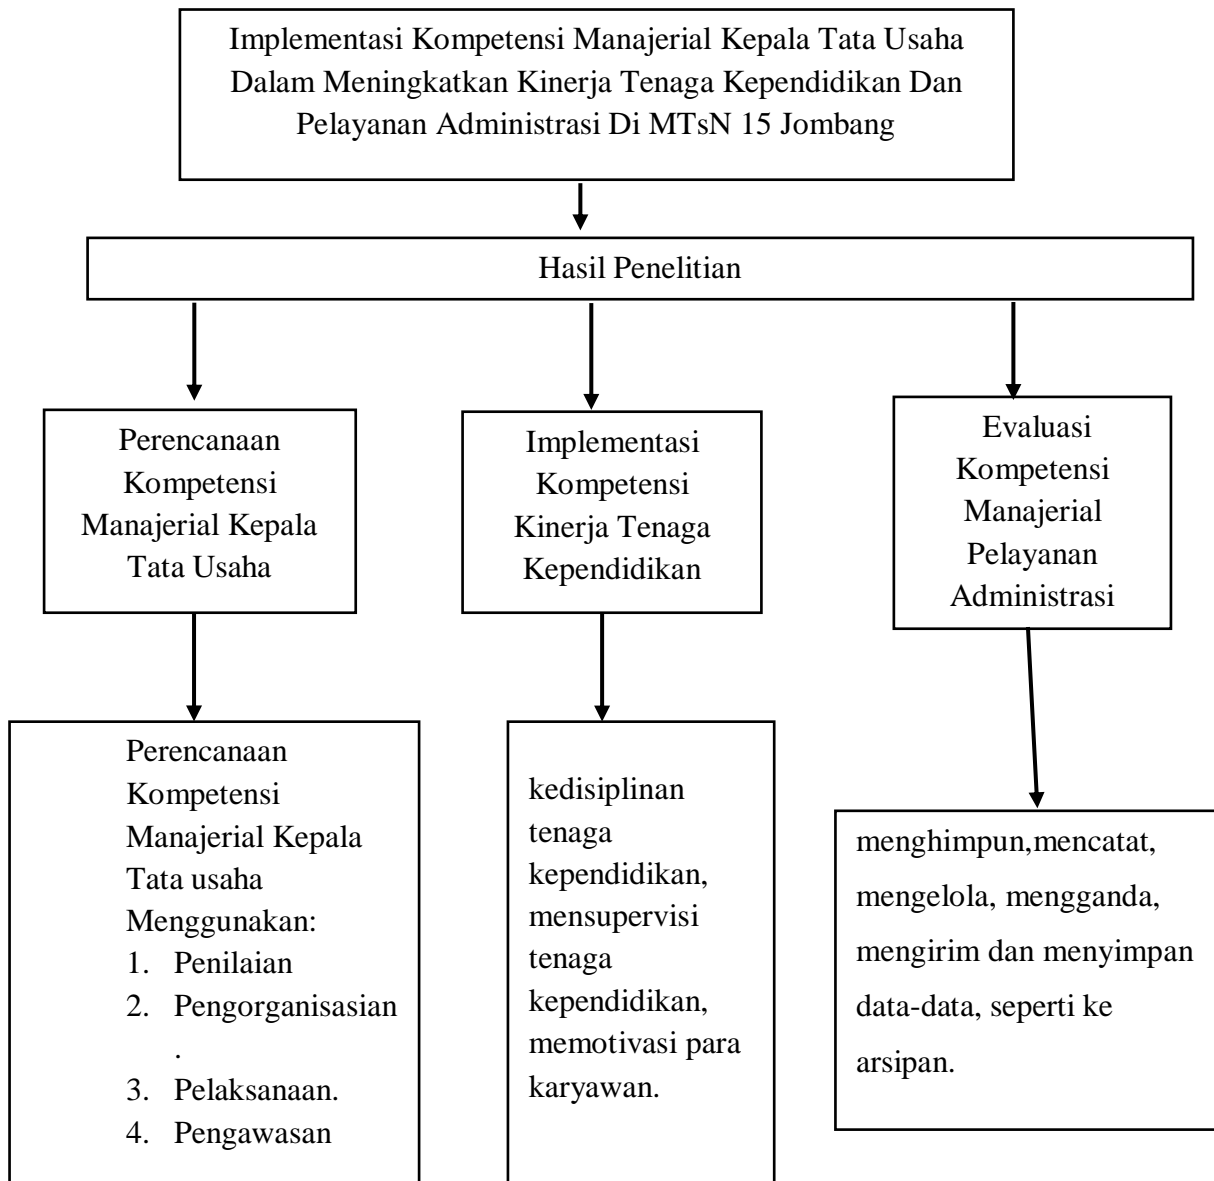 Implementasi Kompetensi Manajerial Kepala Tata Usaha
Dalam Meningkatkan Kinerja Tenaga Kependidikan Dan
Pelayanan Administrasi Di MTsN 15 Jombang
Hasil Penelitian
Perencanaan
Kompetensi
Manajerial Kepala
Tata Usaha
Implementasi
Kompetensi
Kinerja Tenaga
Kependidikan
Evaluasi
Kompetensi
Manajerial
Pelayanan
Administrasi
Perencanaan
Kompetensi
Manajerial Kepala
Tata usaha
Menggunakan:
1. Penilaian
2. Pengorganisasian
.
3. Pelaksanaan.
4. Pengawasan
kedisiplinan
tenaga
kependidikan,
mensupervisi
tenaga
kependidikan,
memotivasi para
karyawan.
menghimpun,mencatat,
mengelola, mengganda,
mengirim dan menyimpan
data-data, seperti ke
arsipan.